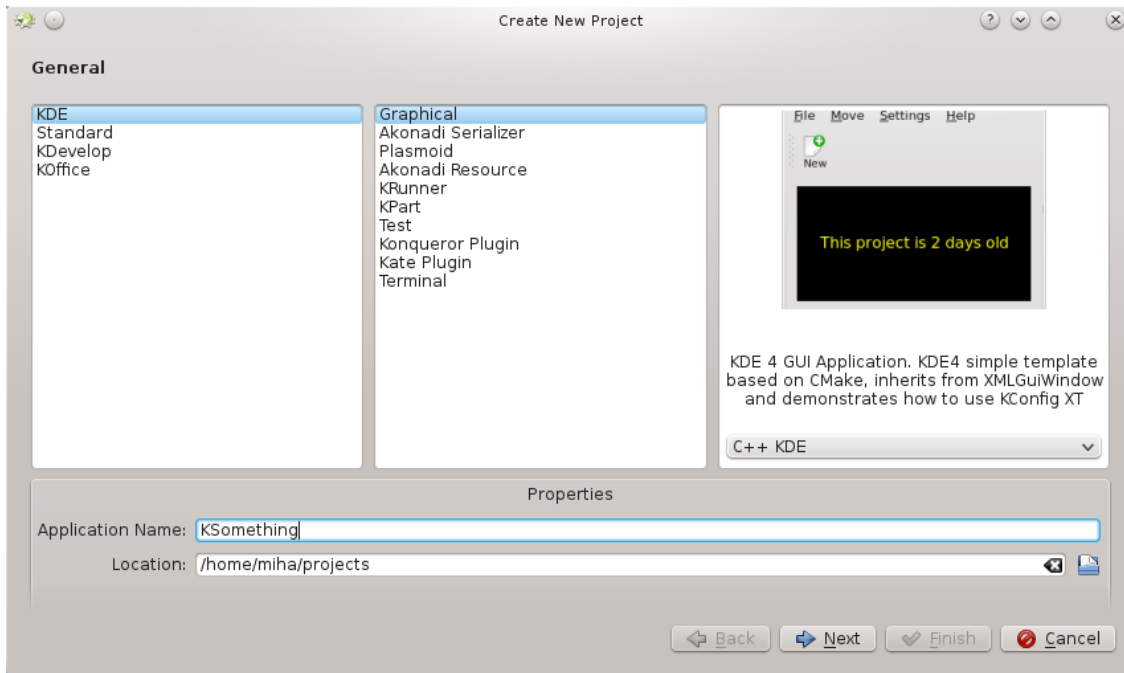 Create New Project
General
KDE
Standard
KDevelop
KOffice
Graphical
Akonadi Serializer
Plasmoid
Akonadi Resource
KRunner
KPart
Test
Konqueror Plugin
Kate Plugin
Terminal
File Move Settings Help
New
This project is 2 days old
KDE 4 GUI Application. KDE4 simple template
based on CMake, inherits from XMLGuiWindow
and demonstrates how to use KConfig XT
C++ KDE
Properties
Application Name: KSomething
Location: /home/miha/projects
Back Next Finish Cancel